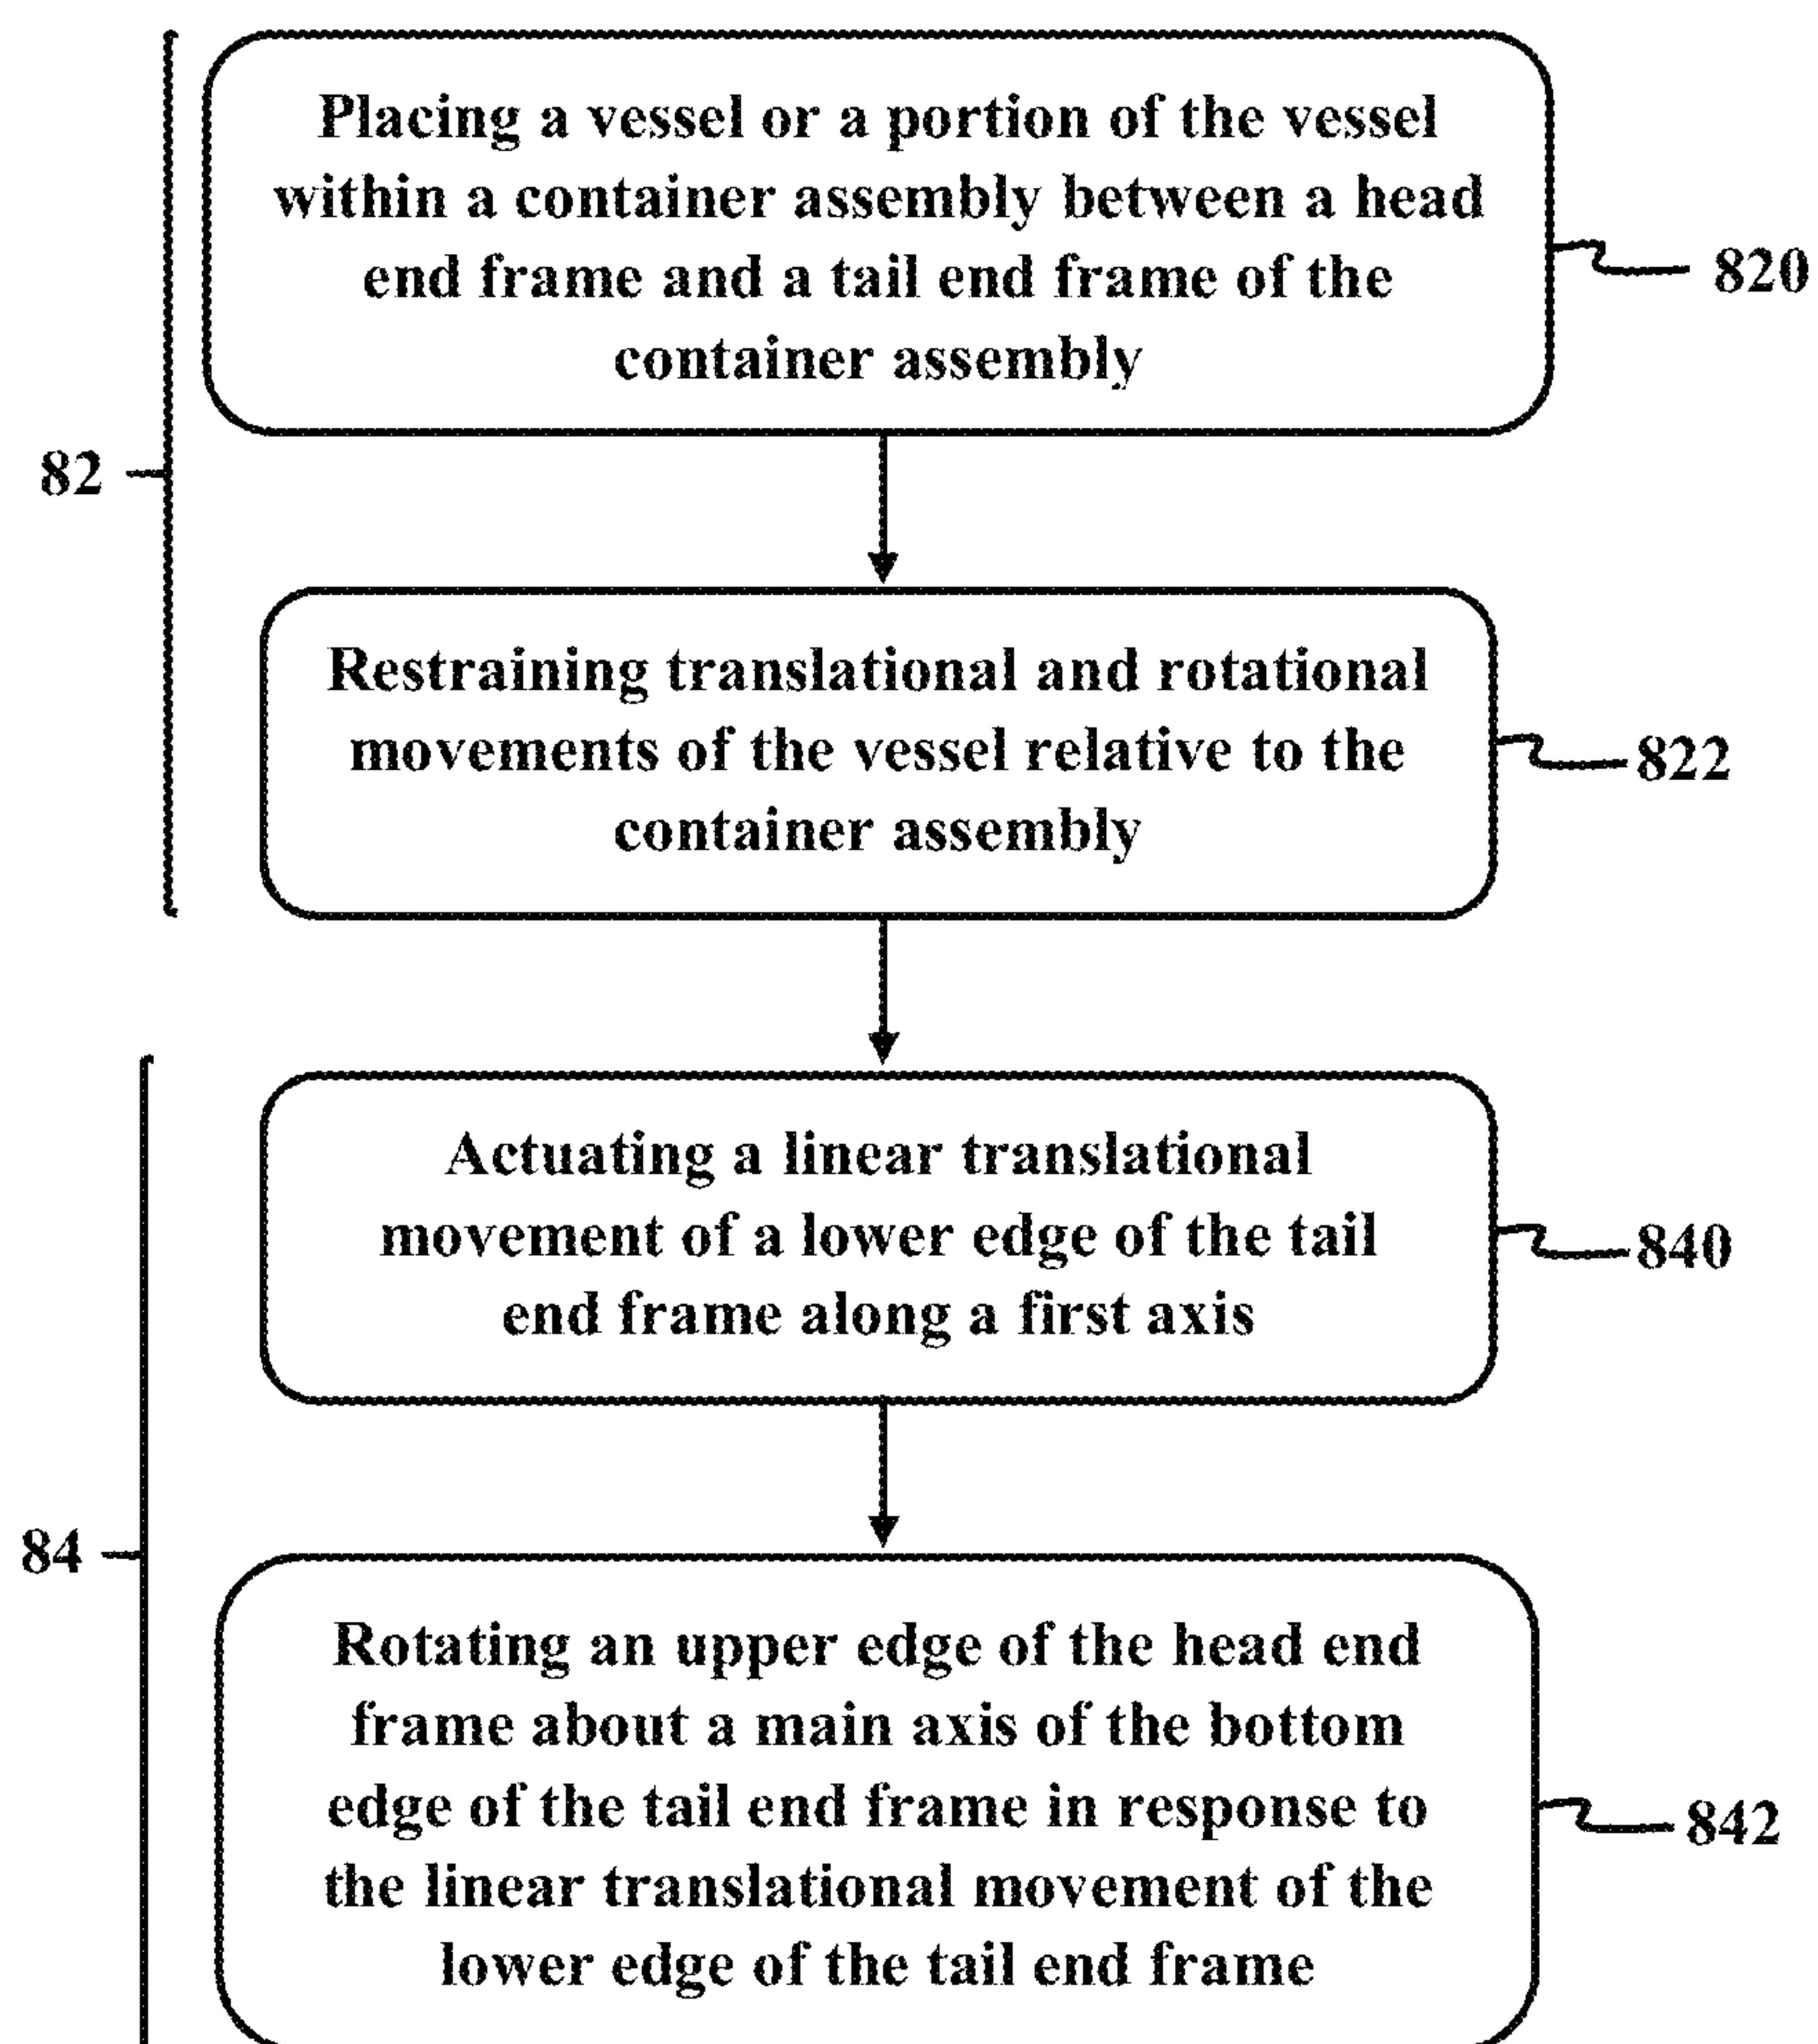 Placing a vessel or a portion of the vessel
within a container assembly between a head
end frame and a tail end frame of the
container assembly
820
82
Restraining translational and rotational
movements of the vessel relative to the
container assembly
822
Actuating a linear translational
movement of a lower edge of the tail
end frame along a first axis
840
84
Rotating an upper edge of the head end
frame about a main axis of the bottom
edge of the tail end frame in response to
the linear translational movement of the
lower edge of the tail end frame
842